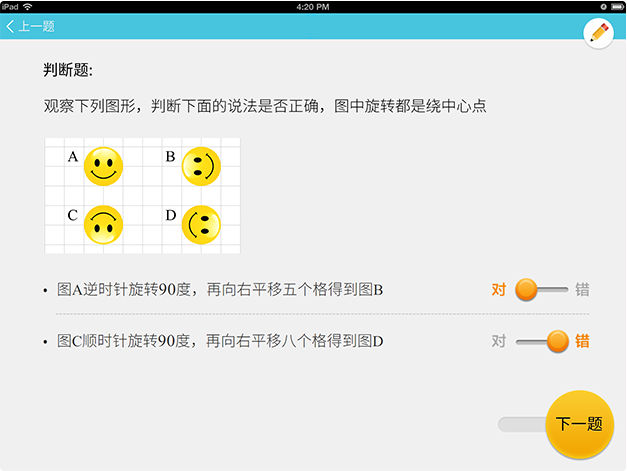 iPad 4:20 PM
上一题
判断题:
观察下列图形，判断下面的说法是否正确，图中旋转都是绕中心点
A B
C D
• 图A逆时针旋转90度，再向右平移五个格得到图B 对 错
• 图C顺时针旋转90度，再向右平移八个格得到图D 对 错
下一题